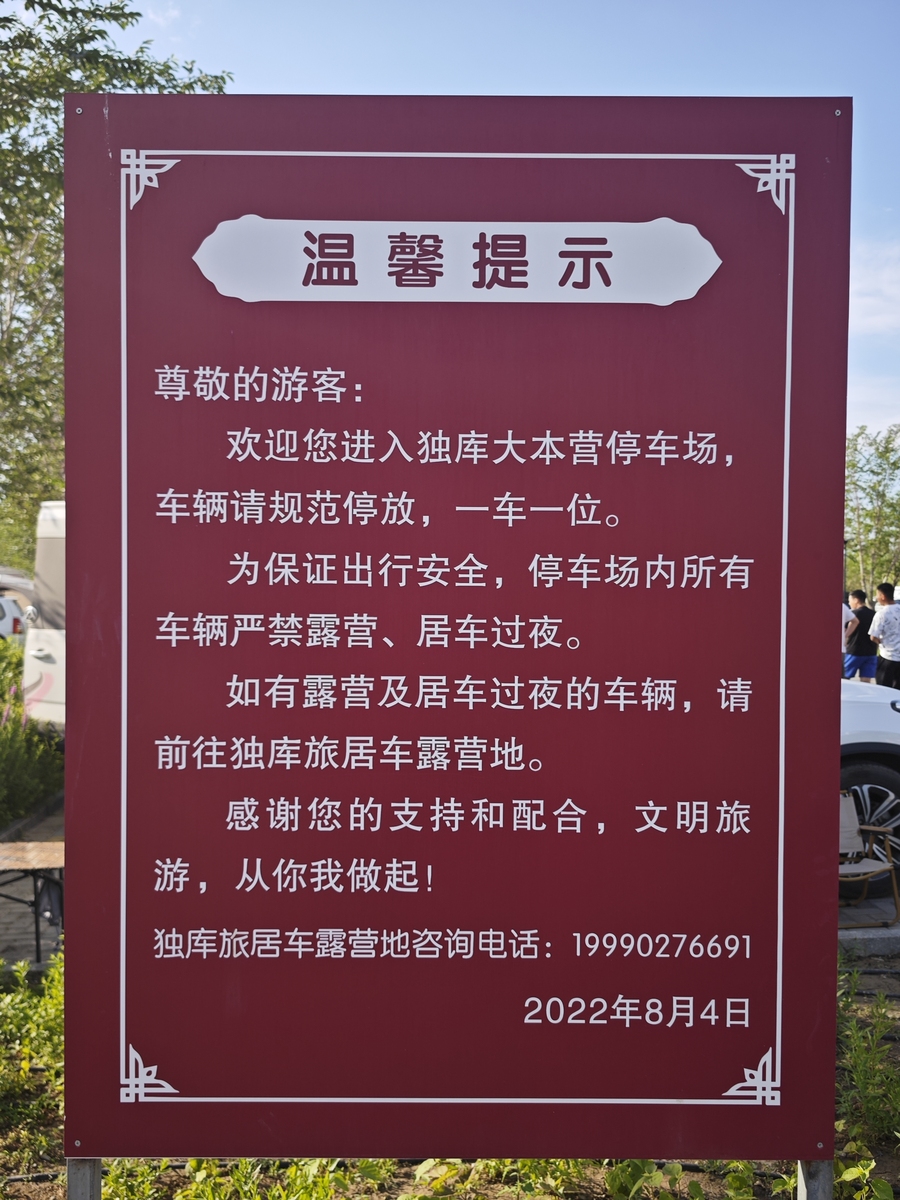 温馨提示
尊敬的游客：
欢迎您进入独库大本营停车场，
车辆请规范停放，一车一位。
为保证出行安全，停车场内所有
车辆严禁露营、居车过夜。
如有露营及居车过夜的车辆，请
前往独库旅居车露营地。
感谢您的支持和配合，文明旅
游，从你我做起！
独库旅居车露营地咨询电话：19990276691
2022年8月4日